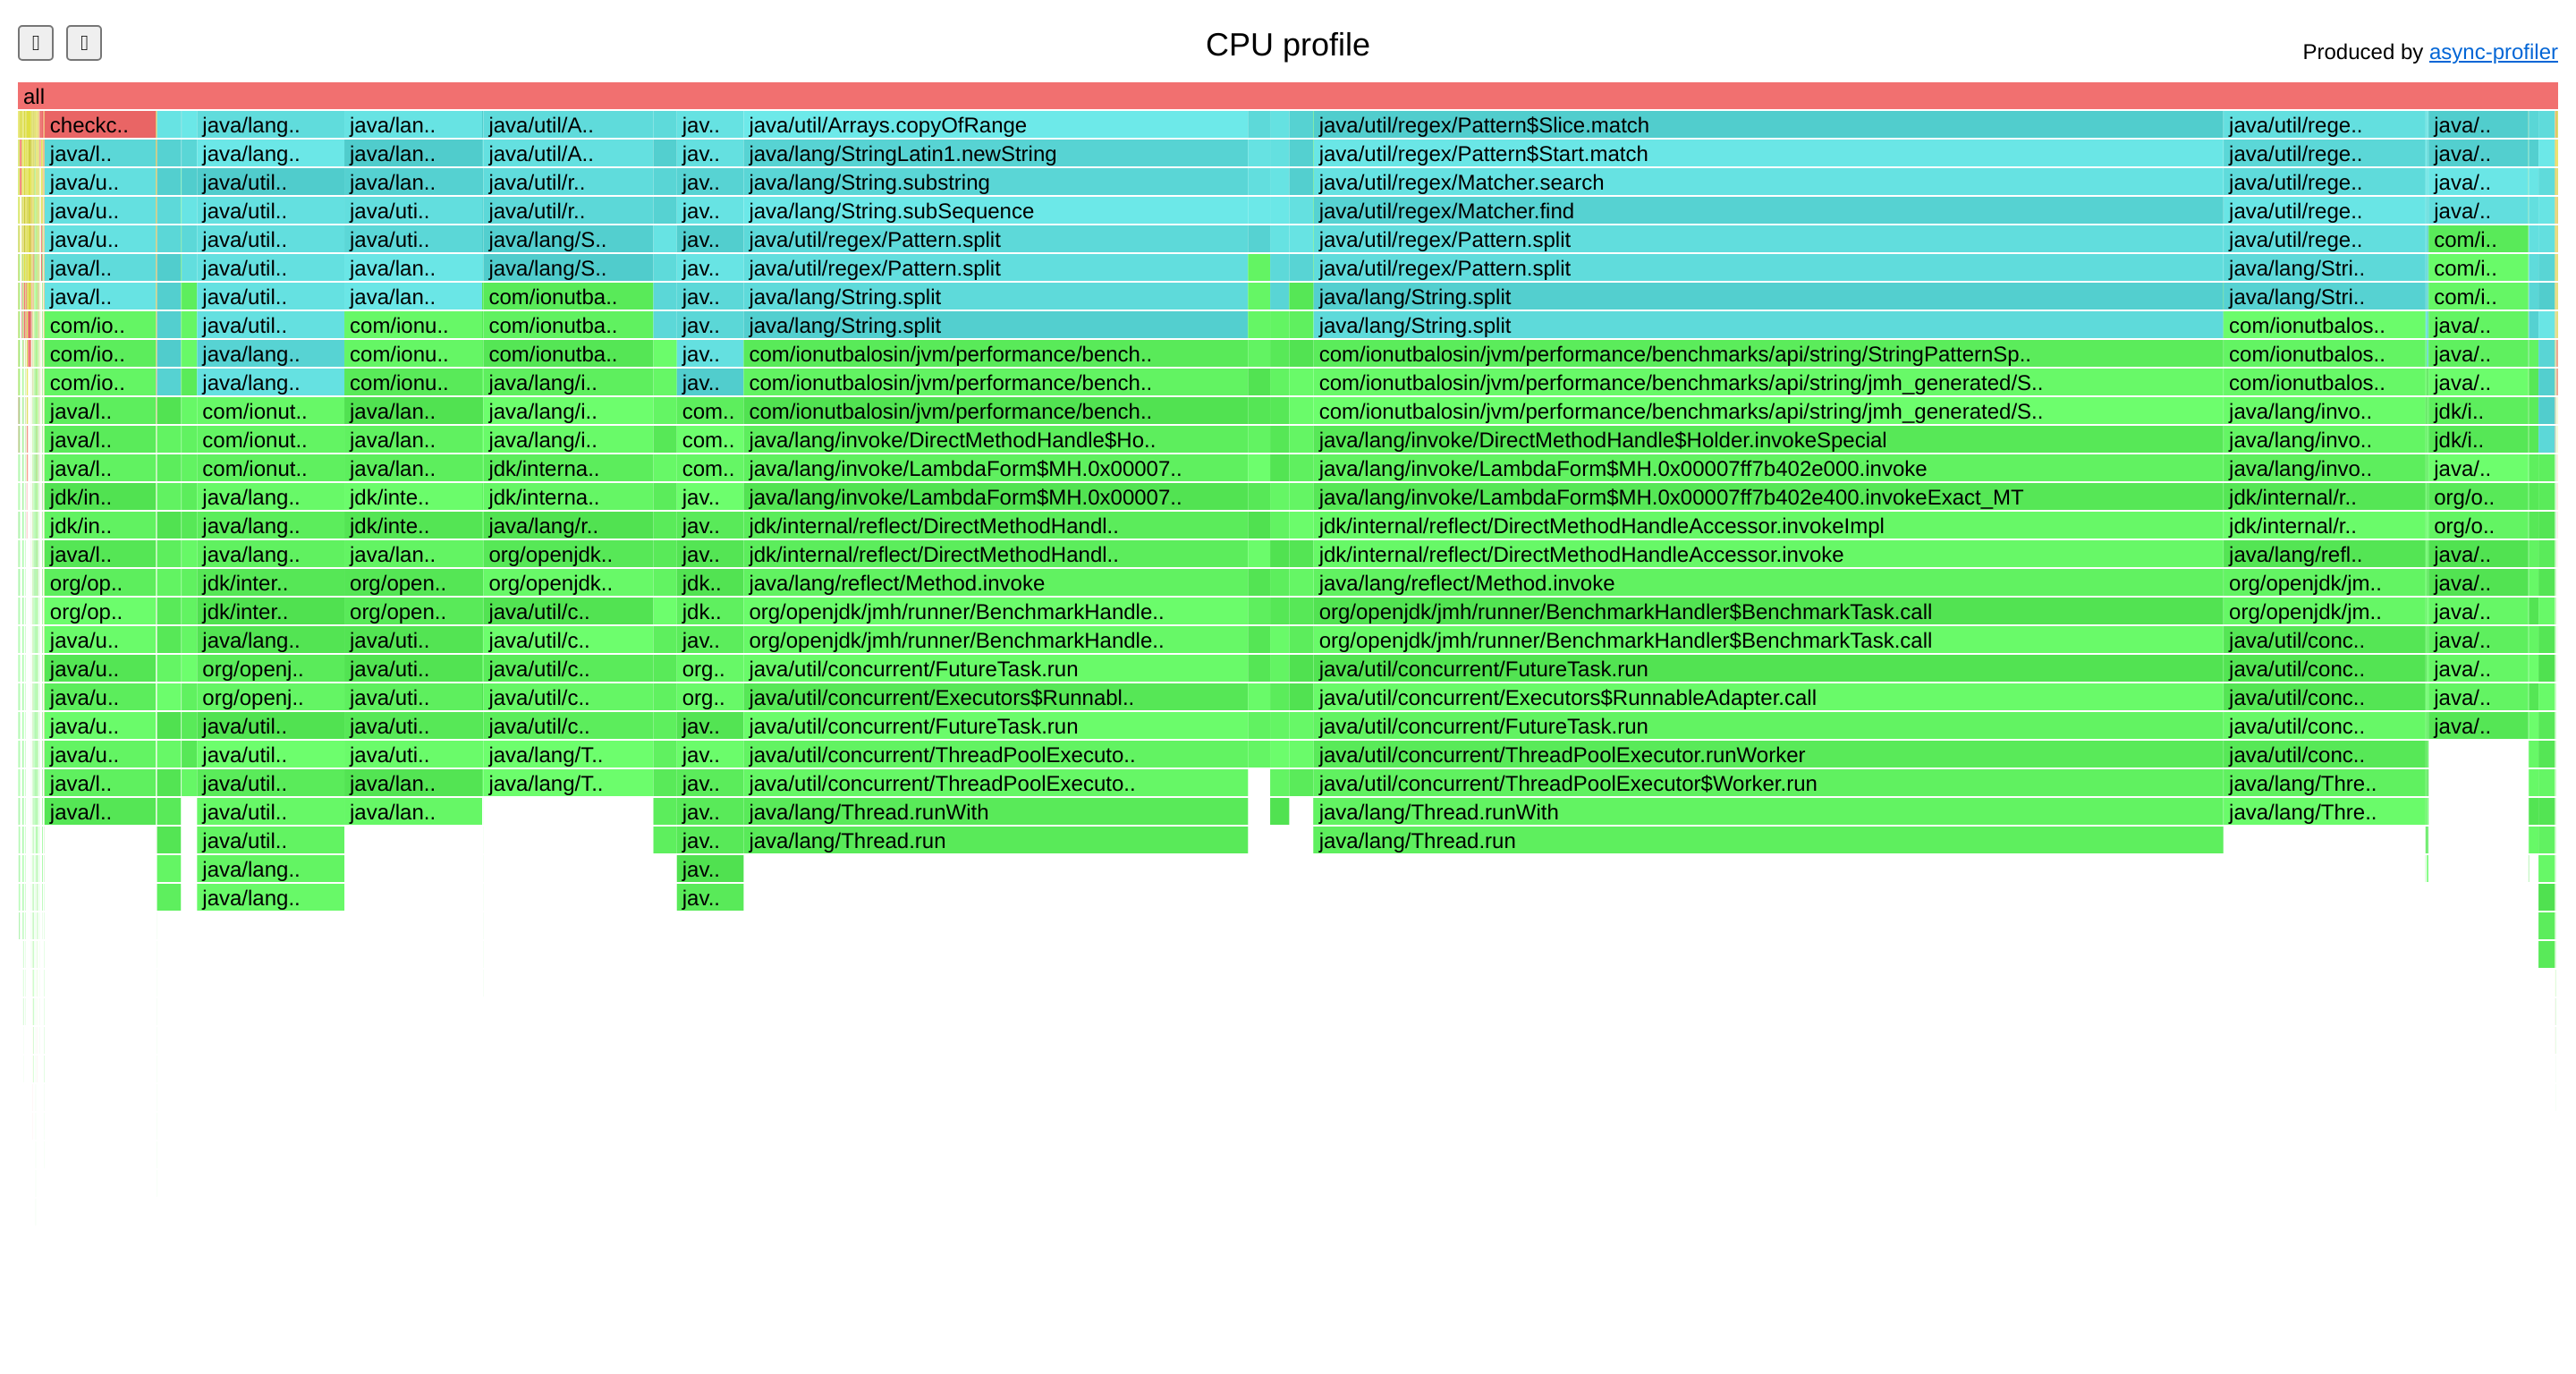 CPU profile
Produced by async-profiler
all
checkc.. java/lang.. java/lan.. java/util/A.. jav.. java/util/Arrays.copyOfRange java/util/regex/Pattern$Slice.match java/util/rege.. java/..
java/l.. java/lang.. java/lan.. java/util/A.. jav.. java/lang/StringLatin1.newString java/util/regex/Pattern$Start.match java/util/rege.. java/..
java/u.. java/util.. java/lan.. java/util/r.. jav.. java/lang/String.substring java/util/regex/Matcher.search java/util/rege.. java/..
java/u.. java/util.. java/uti.. java/util/r.. jav.. java/lang/String.subSequence java/util/regex/Matcher.find java/util/rege.. java/..
java/u.. java/util.. java/uti.. java/lang/S.. jav.. java/util/regex/Pattern.split java/util/regex/Pattern.split java/util/rege.. com/i..
java/l.. java/util.. java/lan.. java/lang/S.. jav.. java/util/regex/Pattern.split java/util/regex/Pattern.split java/lang/Stri.. com/i..
java/l.. java/util.. java/lan.. com/ionutba.. jav.. java/lang/String.split java/lang/String.split java/lang/Stri.. com/i..
com/io.. java/util.. com/ionu.. com/ionutba.. jav.. java/lang/String.split java/lang/String.split com/ionutbalos.. java/..
com/io.. java/lang.. com/ionu.. com/ionutba.. jav.. com/ionutbalosin/jvm/performance/bench.. com/ionutbalosin/jvm/performance/benchmarks/api/string/StringPatternSp.. com/ionutbalos.. java/..
com/io.. java/lang.. com/ionu.. java/lang/i.. jav.. com/ionutbalosin/jvm/performance/bench.. com/ionutbalosin/jvm/performance/benchmarks/api/string/jmh_generated/S.. com/ionutbalos.. java/..
java/l.. com/ionut.. java/lan.. java/lang/i.. com.. com/ionutbalosin/jvm/performance/bench.. com/ionutbalosin/jvm/performance/benchmarks/api/string/jmh_generated/S.. java/lang/invo.. jdk/i..
java/l.. com/ionut.. java/lan.. java/lang/i.. com.. java/lang/invoke/DirectMethodHandle$Ho.. java/lang/invoke/DirectMethodHandle$Holder.invokeSpecial java/lang/invo.. jdk/i..
java/l.. com/ionut.. java/lan.. jdk/interna.. com.. java/lang/invoke/LambdaForm$MH.0x00007.. java/lang/invoke/LambdaForm$MH.0x00007ff7b402e000.invoke java/lang/invo.. java/..
jdk/in.. java/lang.. jdk/inte.. jdk/interna.. jav.. java/lang/invoke/LambdaForm$MH.0x00007.. java/lang/invoke/LambdaForm$MH.0x00007ff7b402e400.invokeExact_MT jdk/internal/r.. org/o..
jdk/in.. java/lang.. jdk/inte.. java/lang/r.. jav.. jdk/internal/reflect/DirectMethodHandl.. jdk/internal/reflect/DirectMethodHandleAccessor.invokeImpl jdk/internal/r.. org/o..
java/l.. java/lang.. java/lan.. org/openjdk.. jav.. jdk/internal/reflect/DirectMethodHandl.. jdk/internal/reflect/DirectMethodHandleAccessor.invoke java/lang/refl.. java/..
org/op.. jdk/inter.. org/open.. org/openjdk.. jdk.. java/lang/reflect/Method.invoke java/lang/reflect/Method.invoke org/openjdk/jm.. java/..
org/op.. jdk/inter.. org/open.. java/util/c.. jdk.. org/openjdk/jmh/runner/BenchmarkHandle.. org/openjdk/jmh/runner/BenchmarkHandler$BenchmarkTask.call org/openjdk/jm.. java/..
java/u.. java/lang.. java/uti.. java/util/c.. jav.. org/openjdk/jmh/runner/BenchmarkHandle.. org/openjdk/jmh/runner/BenchmarkHandler$BenchmarkTask.call java/util/conc.. java/..
java/u.. org/openj.. java/uti.. java/util/c.. org.. java/util/concurrent/FutureTask.run java/util/concurrent/FutureTask.run java/util/conc.. java/..
java/u.. org/openj.. java/uti.. java/util/c.. org.. java/util/concurrent/Executors$Runnabl.. java/util/concurrent/Executors$RunnableAdapter.call java/util/conc.. java/..
java/u.. java/util.. java/uti.. java/util/c.. jav.. java/util/concurrent/FutureTask.run java/util/concurrent/FutureTask.run java/util/conc.. java/..
java/u.. java/util.. java/uti.. java/lang/T.. jav.. java/util/concurrent/ThreadPoolExecuto.. java/util/concurrent/ThreadPoolExecutor.runWorker java/util/conc..
java/l.. java/util.. java/lan.. java/lang/T.. jav.. java/util/concurrent/ThreadPoolExecuto.. java/util/concurrent/ThreadPoolExecutor$Worker.run java/lang/Thre..
java/l.. java/util.. java/lan.. jav.. java/lang/Thread.runWith java/lang/Thread.runWith java/lang/Thre..
java/util.. jav.. java/lang/Thread.run java/lang/Thread.run
java/lang.. jav..
java/lang.. jav..